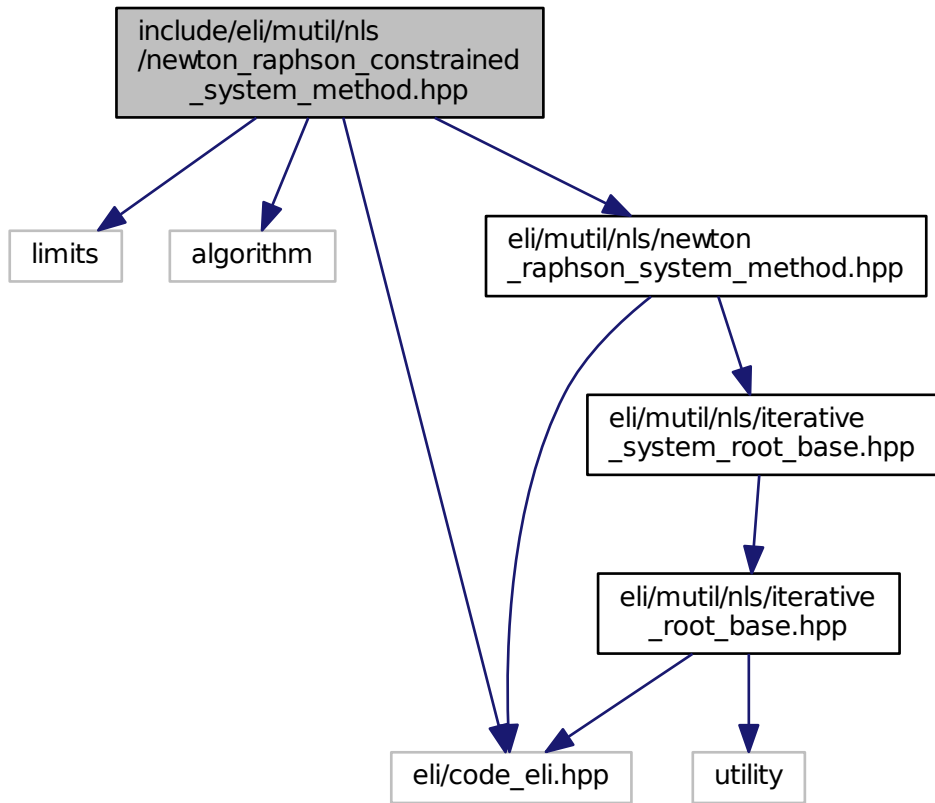 include/eli/mutil/nls
/newton_raphson_constrained
_system_method.hpp
limits
algorithm
eli/mutil/nls/newton
_raphson_system_method.hpp
eli/mutil/nls/iterative
_system_root_base.hpp
eli/mutil/nls/iterative
_root_base.hpp
eli/code_eli.hpp
utility